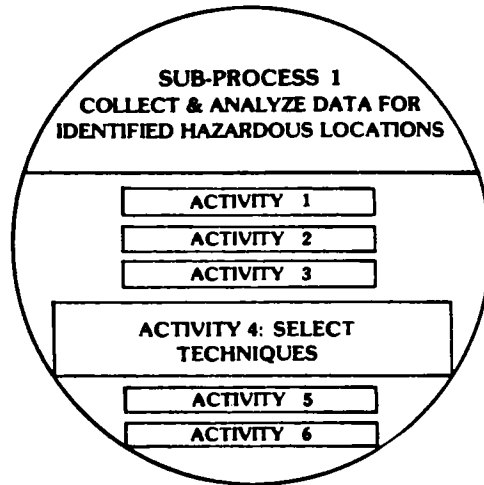 SUB-PROCESS 1
COLLECT & ANALYZE DATA FOR
IDENTIFIED HAZARDOUS LOCATIONS
ACTIVITY 1
ACTIVITY 2
ACTIVITY 3
ACTIVITY 4: SELECT
TECHNIQUES
ACTIVITY 5
ACTIVITY 6